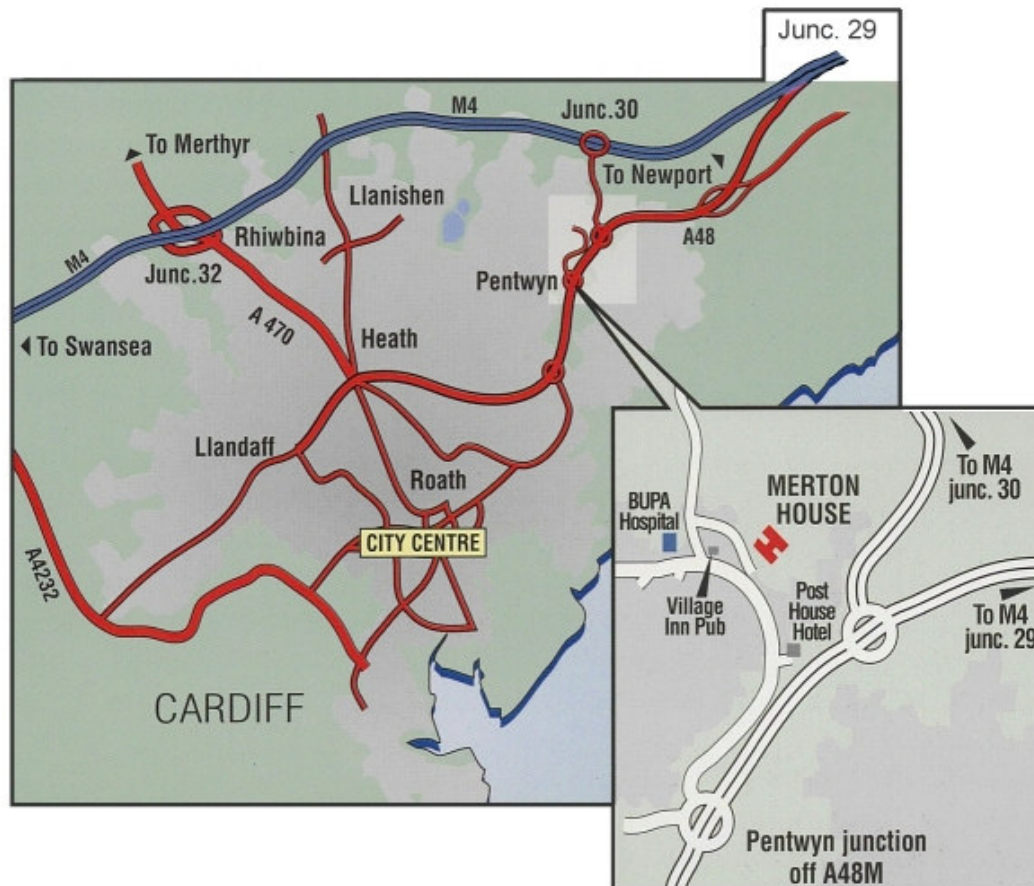 Junc. 29
M4
Junc.30
To Merthyr
To Newport
Llanishen
Rhiwbina
A48
M4
Junc.32
Pentwyn
A 470
Heath
To Swansea
Llandaff
Roath
CITY CENTRE
A4232
CARDIFF
To M4
junc. 30
MERTON
HOUSE
BUPA
Hospital
Village
Inn Pub
Post
House
Hotel
To M4
junc. 29
Pentwyn junction
off A48M